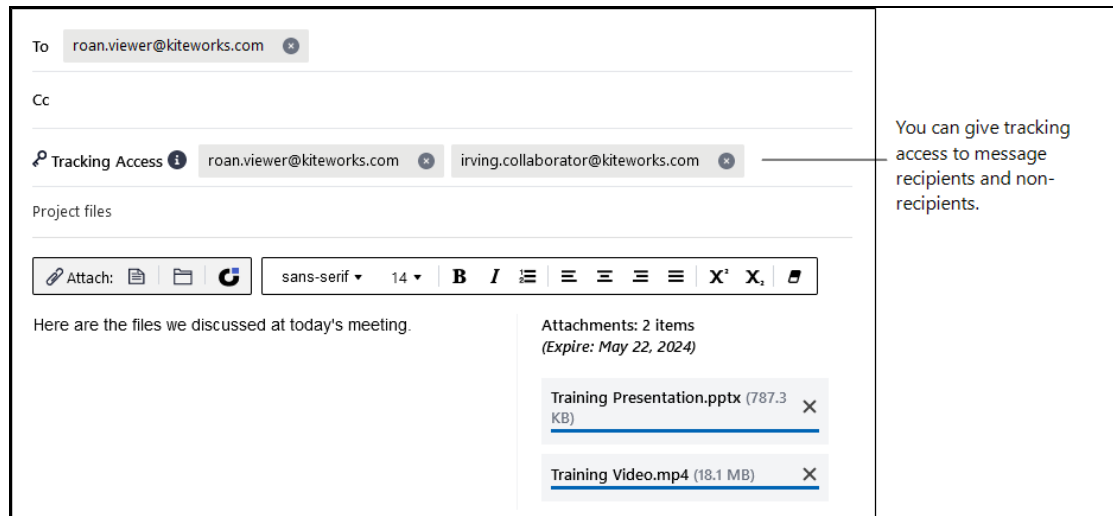 To roan.viewer@kiteworks.com
Cc
Tracking Access roan.viewer@kiteworks.com irving.collaborator@kiteworks.com
You can give tracking
access to message
recipients and non-
recipients.
Project files
Attach: sans-serif 14 B I X² X₂
Here are the files we discussed at today's meeting.
Attachments: 2 items
(Expire: May 22, 2024)
Training Presentation.pptx (787.3
KB)
Training Video.mp4 (18.1 MB)